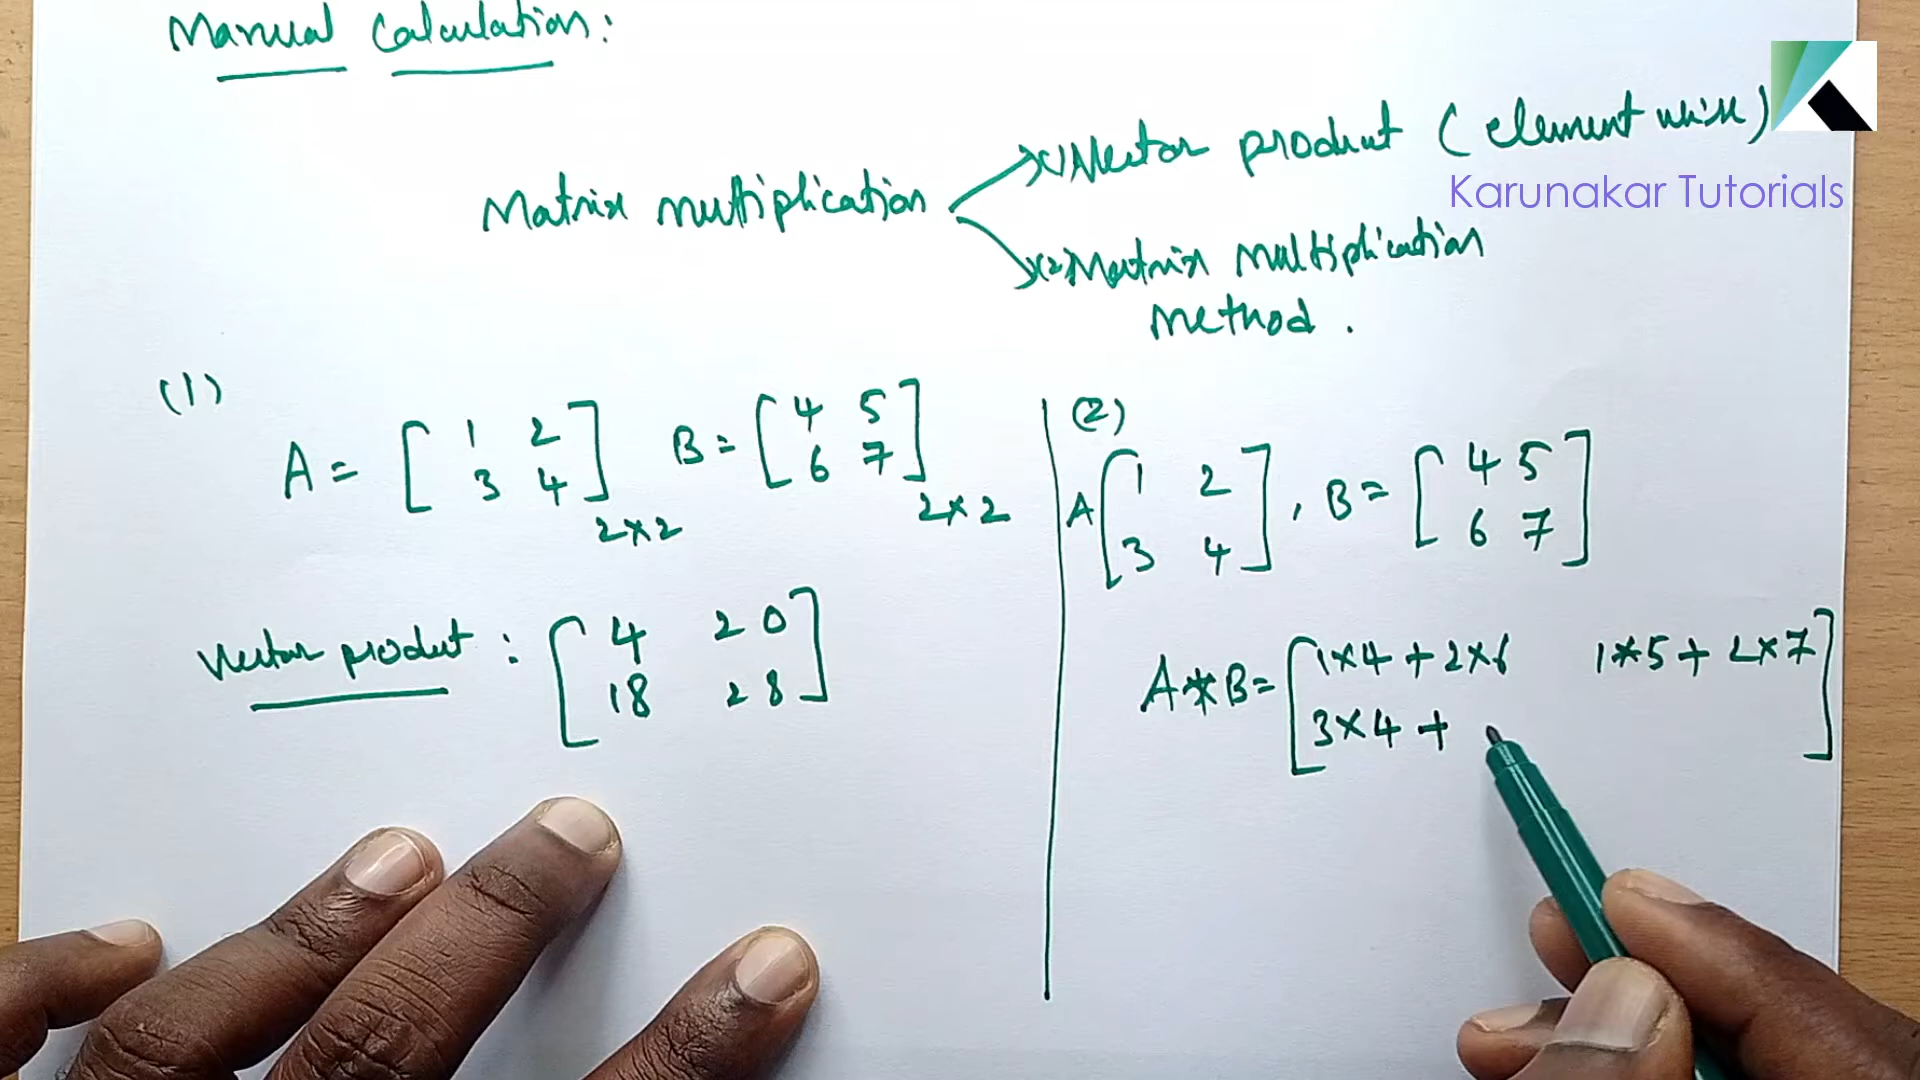 Manual Calculation:
Matrix multiplication
(1) Vector product (element wise)
Karunakar Tutorials
(2) Matrix multiplication
method.
(1)
A = [ 1 2
3 4 ] 2×2
B = [ 4 5
6 7 ] 2×2
Vector product : [ 4 20
18 28 ]
(2)
A [ 1 2
3 4 ] , B = [ 4 5
6 7 ]
A*B = [ 1×4 + 2×6 1*5 + 2×7
3×4 + ]